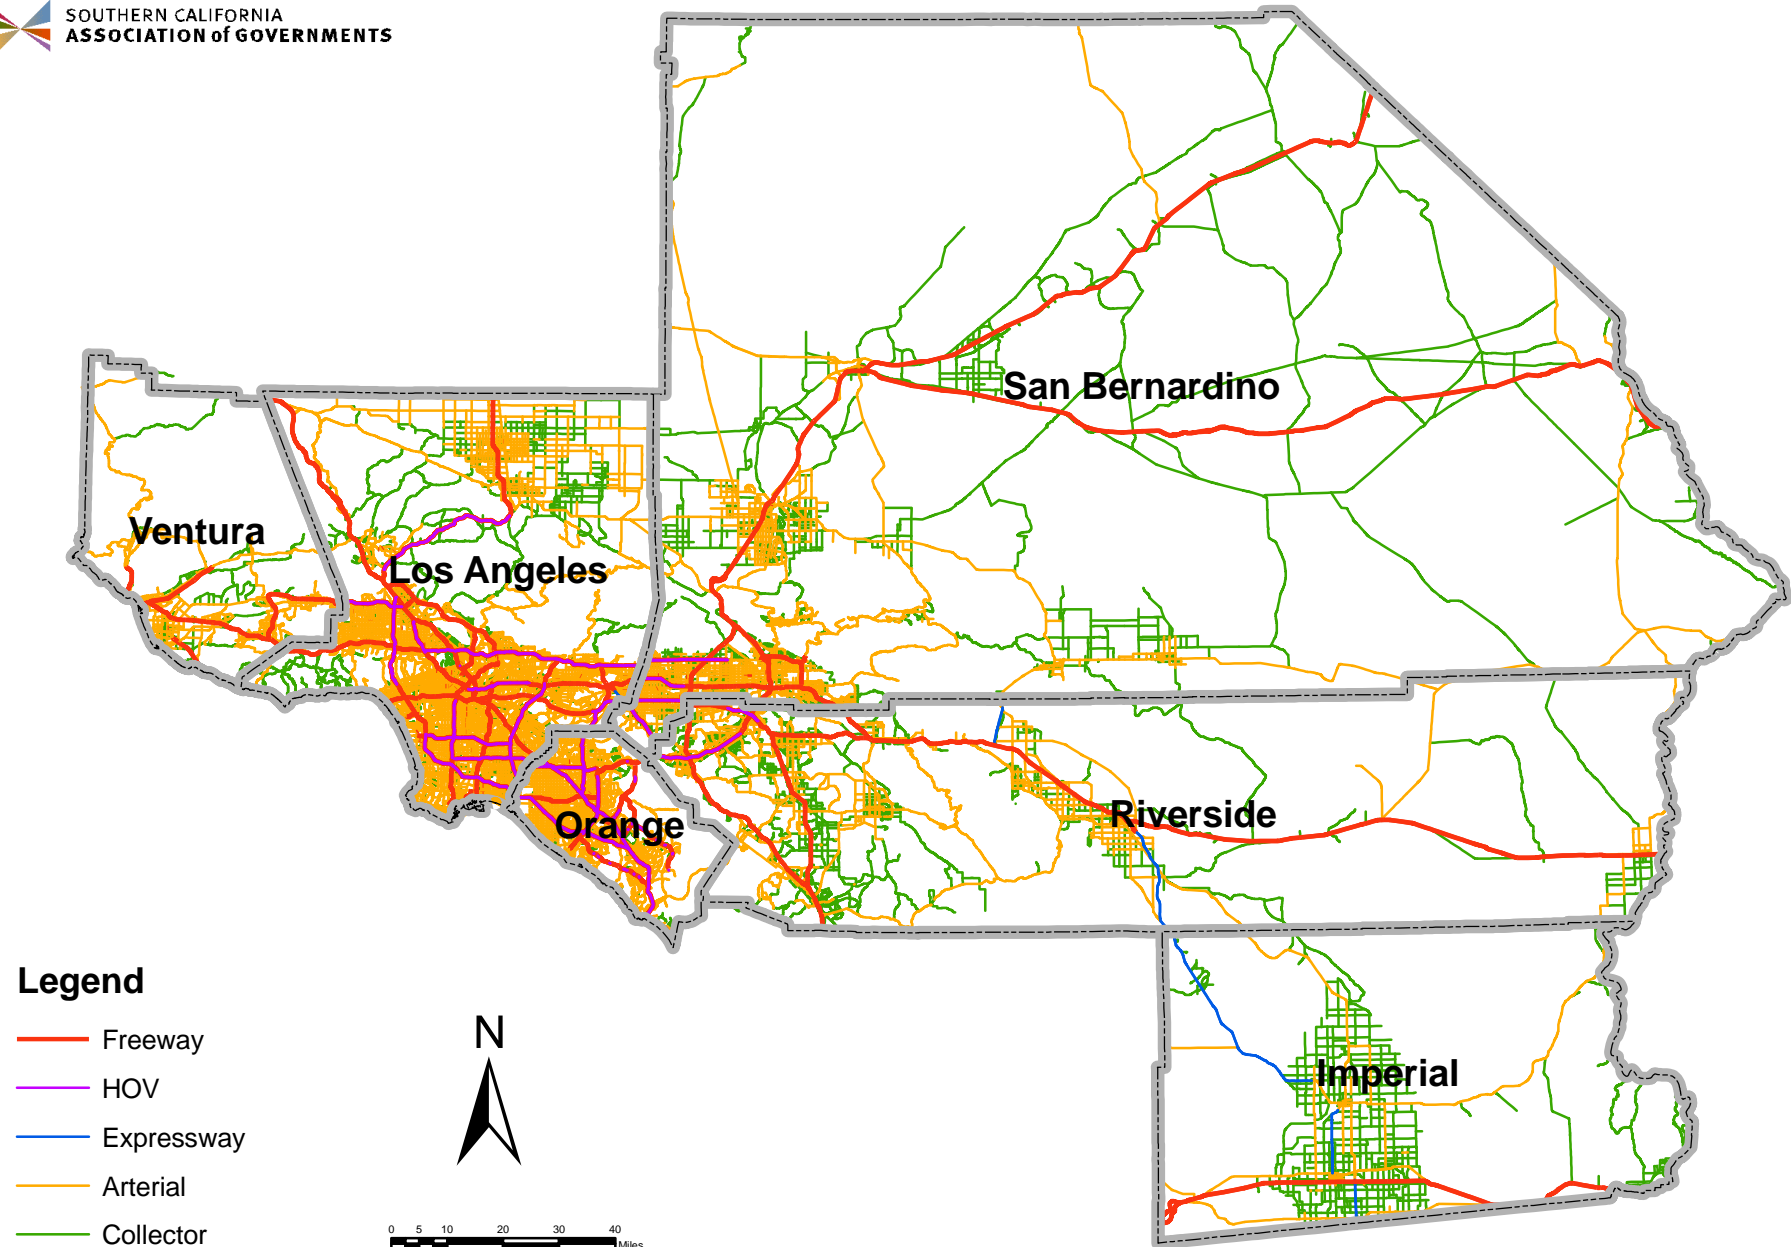 SOUTHERN CALIFORNIA
ASSOCIATION of GOVERNMENTS
San Bernardino
Ventura
Los Angeles
Riverside
Orange
Imperial
Legend
Freeway
HOV
Expressway
Arterial
Collector
N
0 5 10 20 30 40
Miles